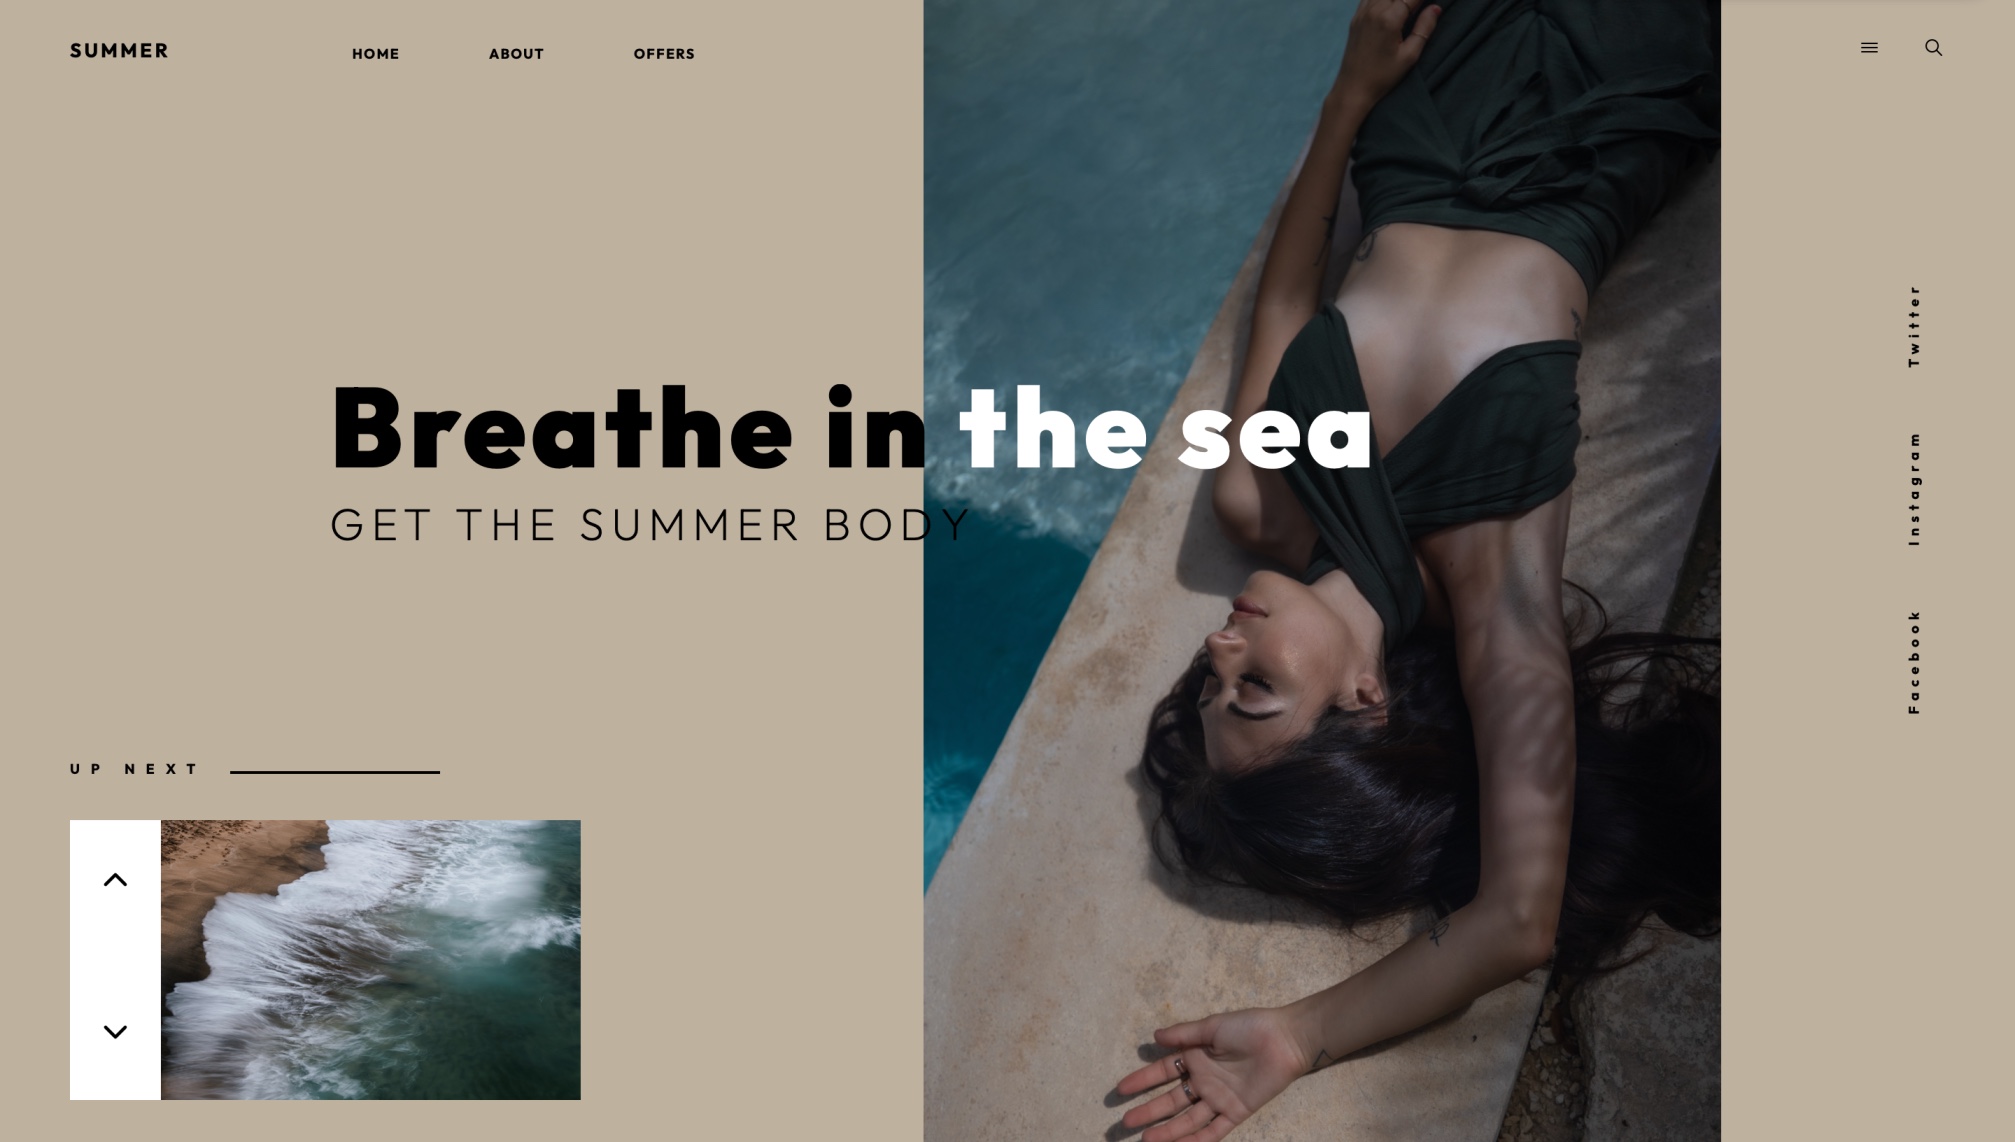 SUMMER
HOME
ABOUT
OFFERS
Breathe in the sea
GET THE SUMMER BODY
Twitter
Instagram
Facebook
UP NEXT